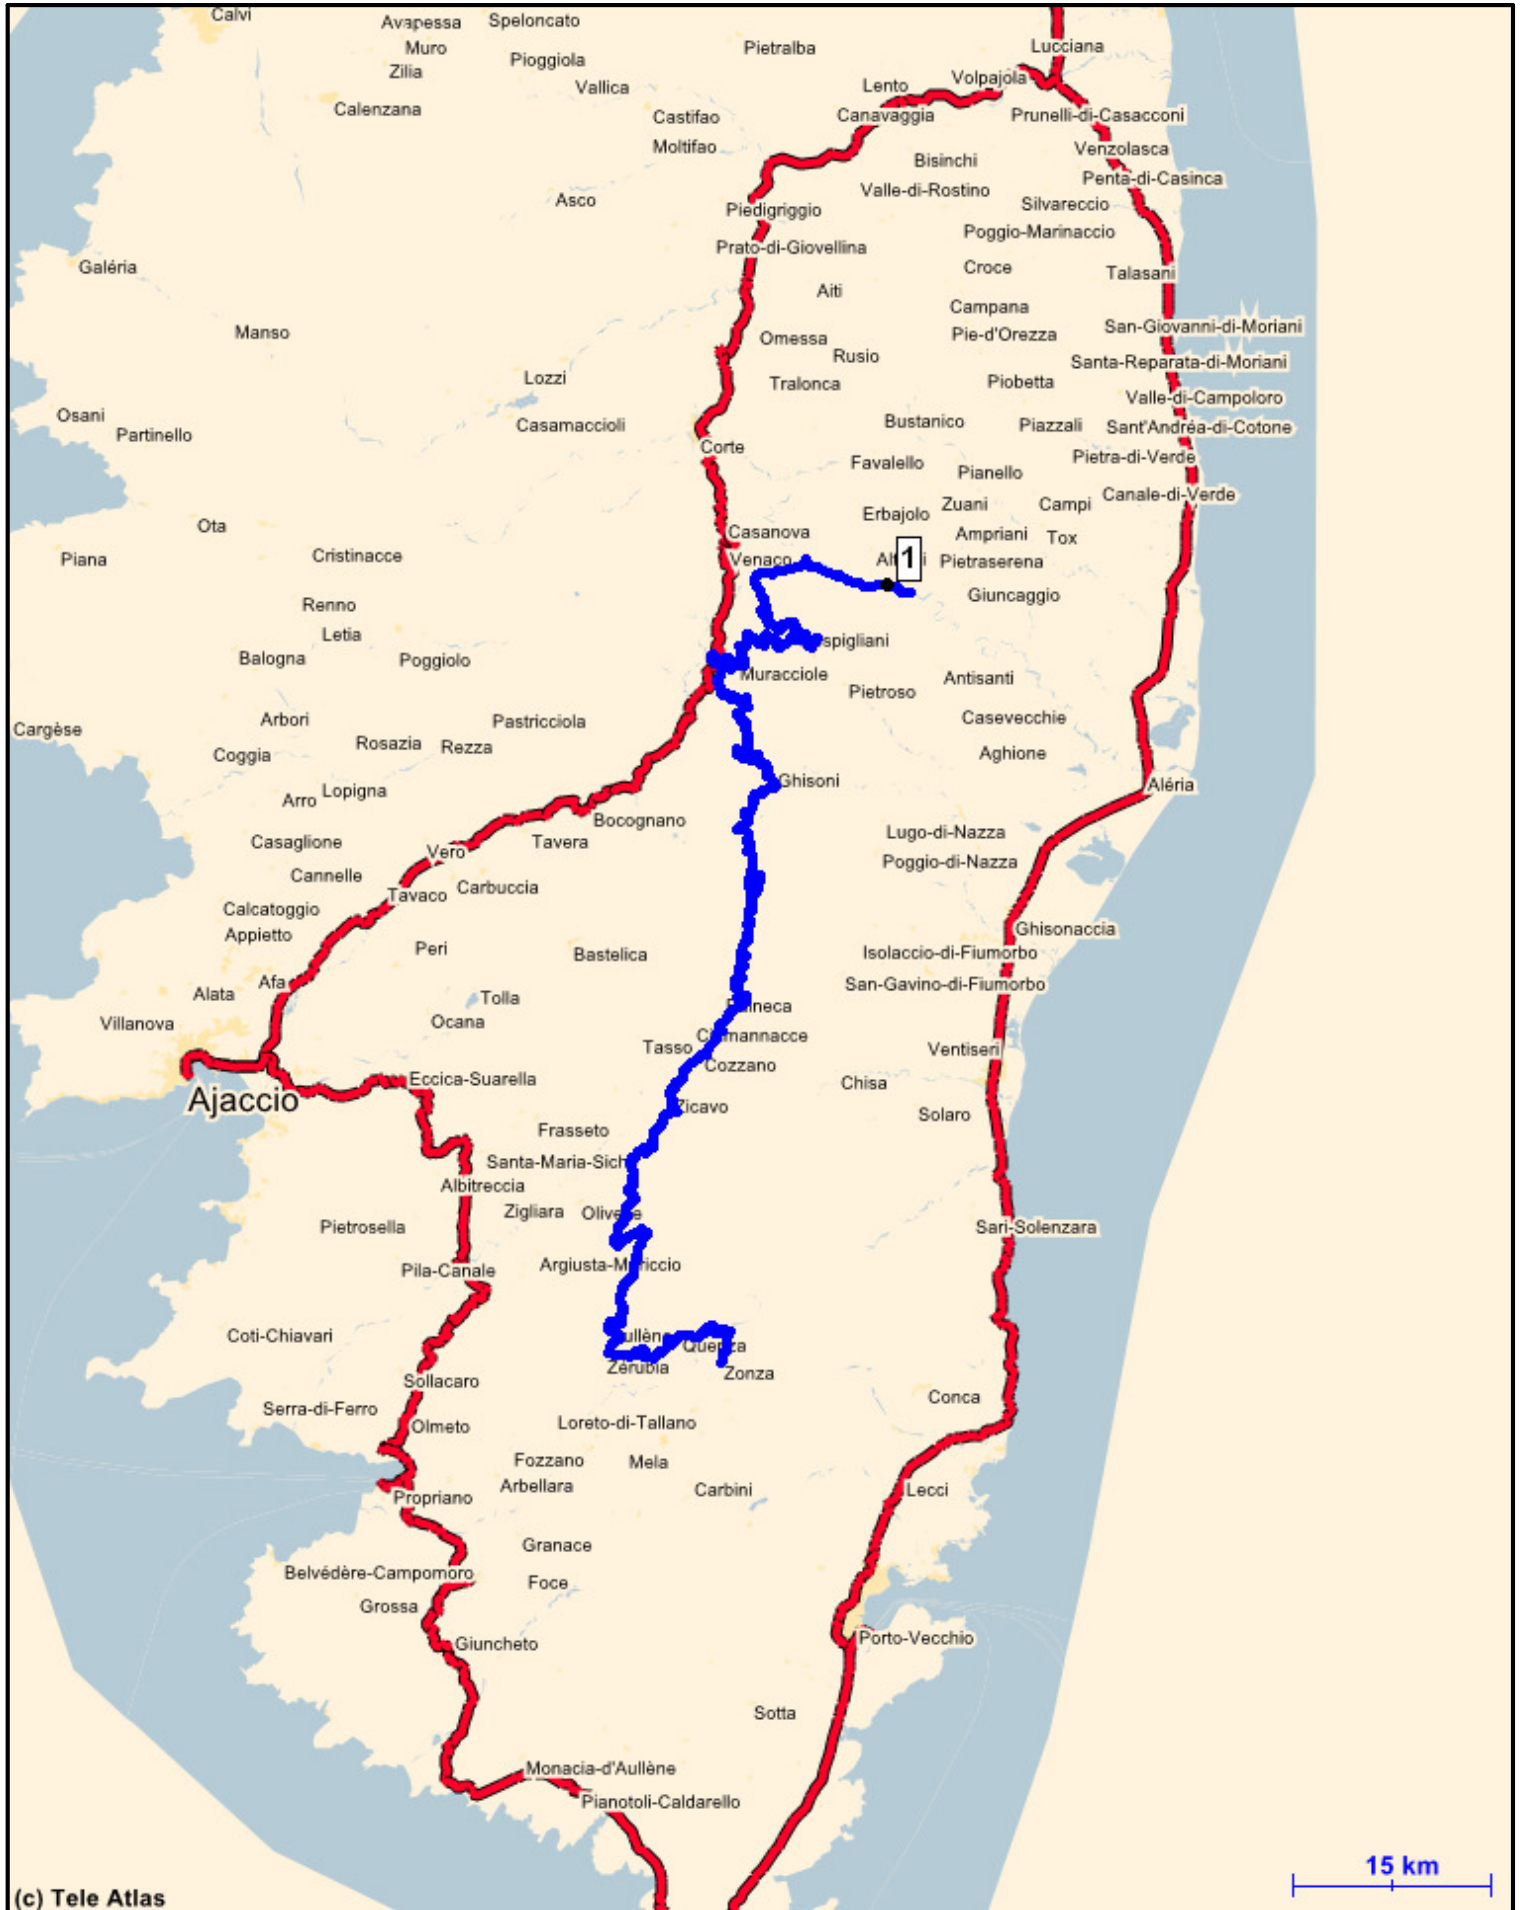 Calvi
Avapessa
Speloncato
Muro
Pietralba
Lucciana
Pioggiola
Zilia
Vallica
Lento
Volpajola
Calenzana
Castifao
Canavaggia
Prunelli-di-Casacconi
Moltifao
Venzolasca
Bisinchi
Penta-di-Casinca
Valle-di-Rostino
Asco
Silvareccio
Piedigriggio
Poggio-Marinaccio
Prato-di-Giovellina
Galéria
Croce
Talasani
Aiti
Campana
Manso
San-Giovanni-di-Moriani
Omessa
Pie-d'Orezza
Rusio
Santa-Reparata-di-Moriani
Lozzi
Tralonca
Piobetta
Valle-di-Campoloro
Osani
Partinello
Casamaccioli
Bustanico
Piazzali
Sant'Andréa-di-Cotone
Corte
Favalello
Pietra-di-Verde
Pianello
Canale-di-Verde
Zuani
Campi
Erbajolo
Ota
Casanova
Ampriani
Tox
Piana
Cristinacce
Venaco
1
Pietraserena
Giuncaggio
Renno
Letia
spigliani
Balogna
Poggiolo
Muracciole
Antisanti
Pietroso
Arbori
Pastricciola
Casevecchie
Cargèse
Rosazia
Rezza
Coggia
Aghione
Ghisoni
Aléria
Lopigna
Arro
Bocognano
Lugo-di-Nazza
Casaglione
Tavera
Vero
Poggio-di-Nazza
Cannelle
Carbuccia
Tavaco
Calcatoggio
Ghisonaccia
Appietto
Peri
Bastelica
Isolaccio-di-Fiumorbo
Afa
San-Gavino-di-Fiumorbo
Alata
Tolla
Villanova
Ocana
Tasso
Ventiseri
Cozzano
Eccica-Suarella
Chisa
Ajaccio
Zicavo
Solaro
Frasseto
Santa-Maria-Sich
Albitreccia
Zigliara
Pietrosella
Sari-Solenzara
Pila-Canale
Coti-Chiavari
Quenza
Zérubia
Zonza
Sollacaro
Conca
Serra-di-Ferro
Olmeto
Loreto-di-Tallano
Fozzano
Mela
Arbellara
Carbini
Lecci
Propriano
Granace
Belvédère-Campomoro
Foce
Grossa
Giuncheto
Porto-Vecchio
Sotta
Monacia-d'Aullène
Pianotoli-Caldarello
15 km
(c) Tele Atlas